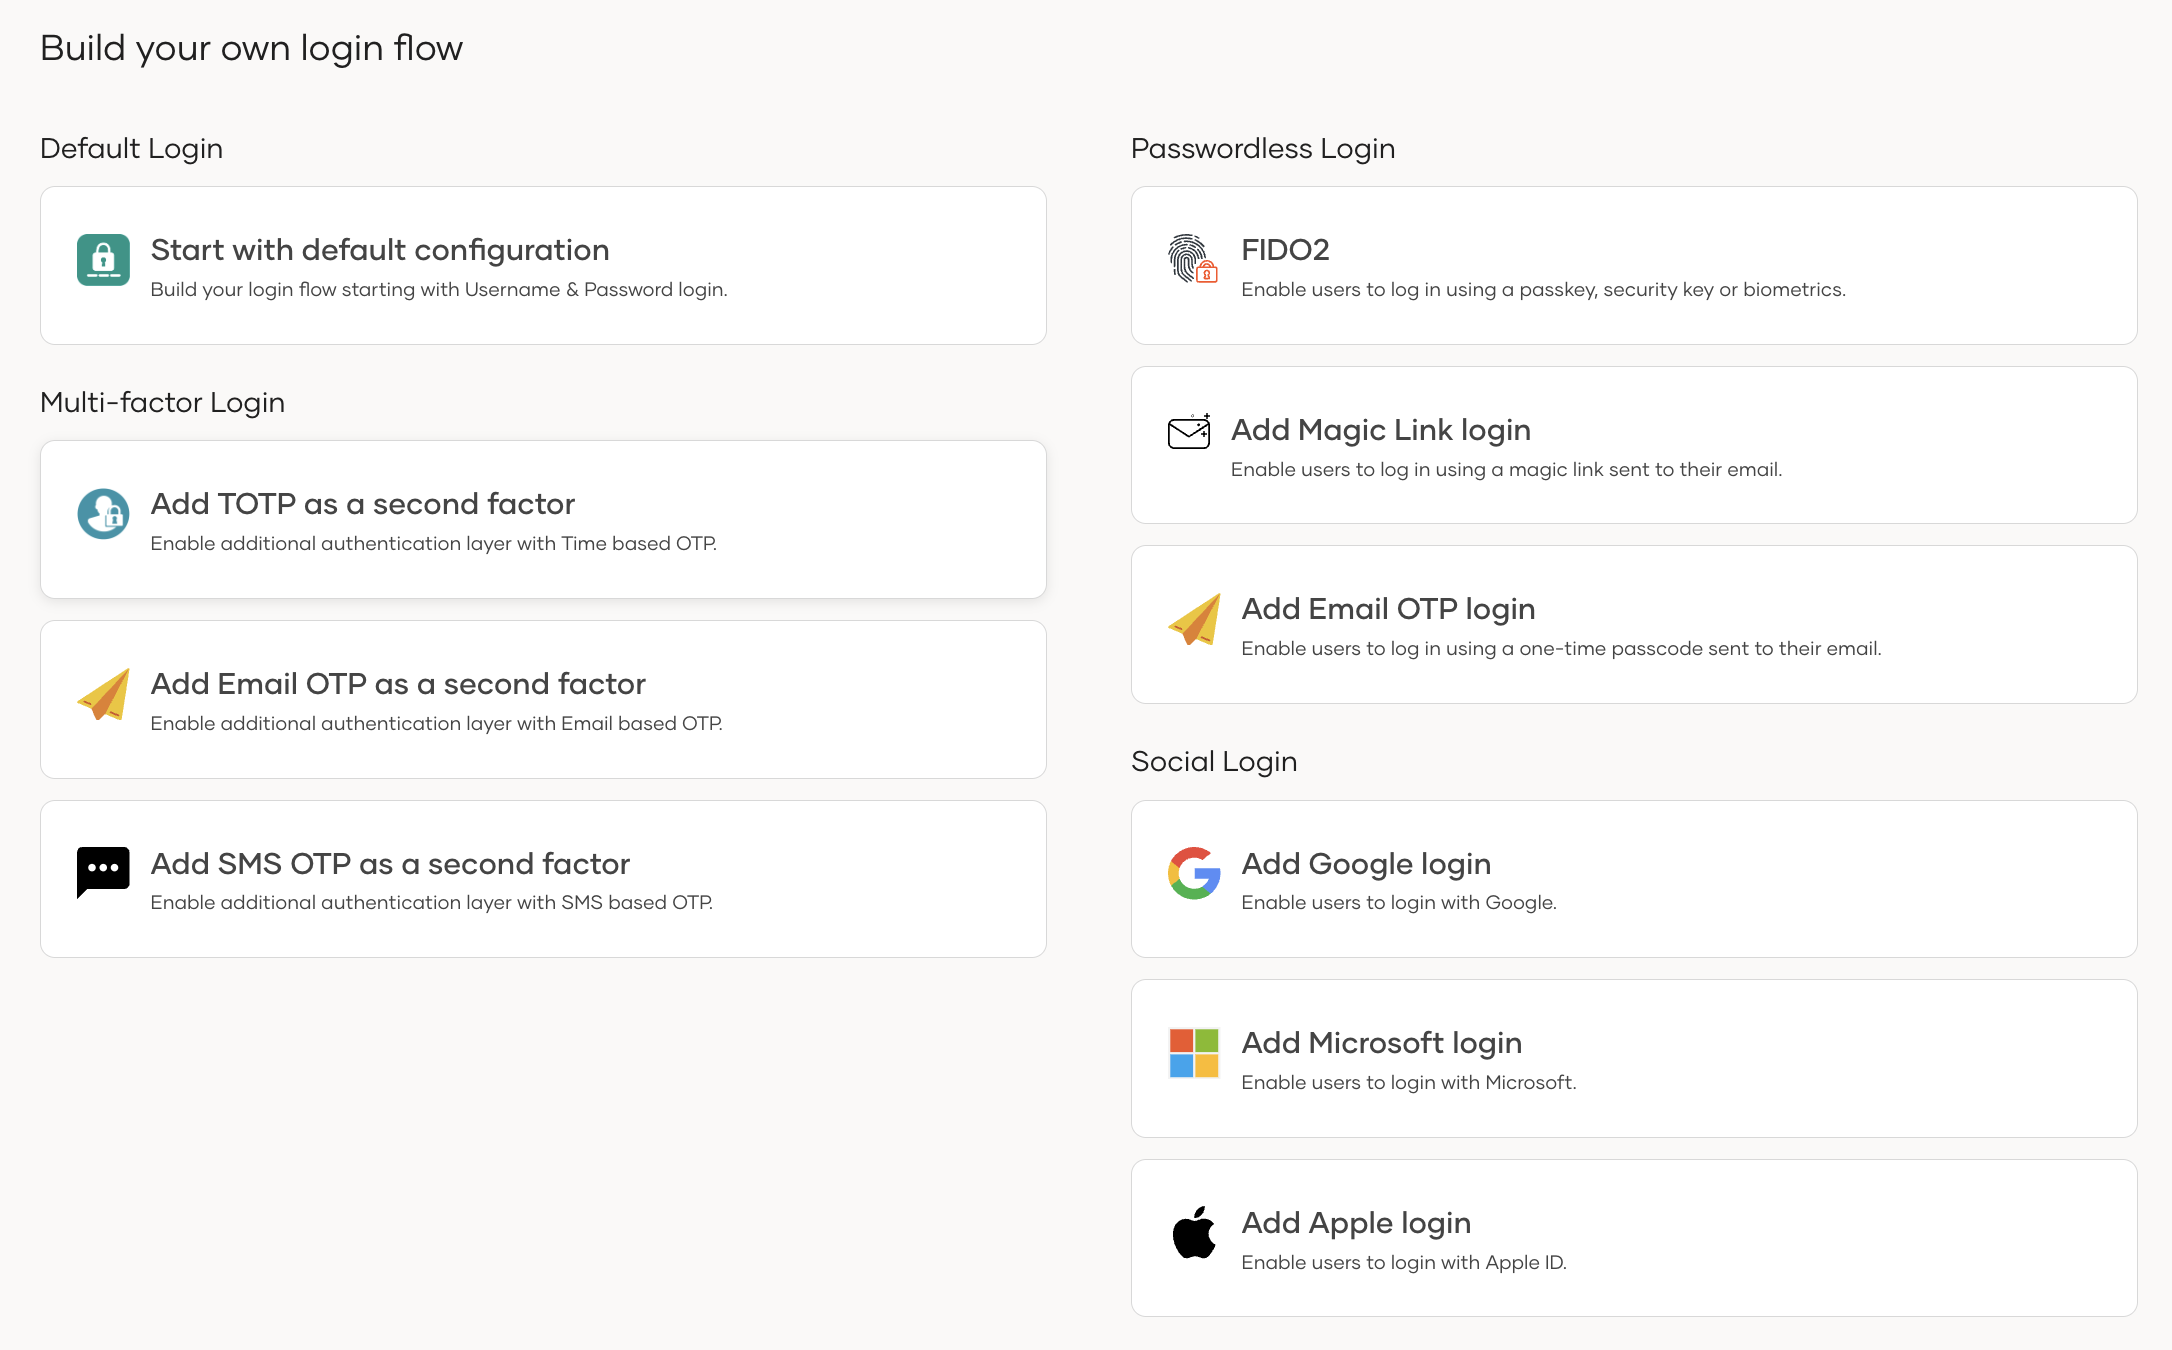 Build your own login flow
Default Login
Start with default configuration
Build your login flow starting with Username & Password login.
Multi-factor Login
Add TOTP as a second factor
Enable additional authentication layer with Time based OTP.
Add Email OTP as a second factor
Enable additional authentication layer with Email based OTP.
Add SMS OTP as a second factor
Enable additional authentication layer with SMS based OTP.
Passwordless Login
FIDO2
Enable users to log in using a passkey, security key or biometrics.
Add Magic Link login
Enable users to log in using a magic link sent to their email.
Add Email OTP login
Enable users to log in using a one-time passcode sent to their email.
Social Login
Add Google login
Enable users to login with Google.
Add Microsoft login
Enable users to login with Microsoft.
Add Apple login
Enable users to login with Apple ID.